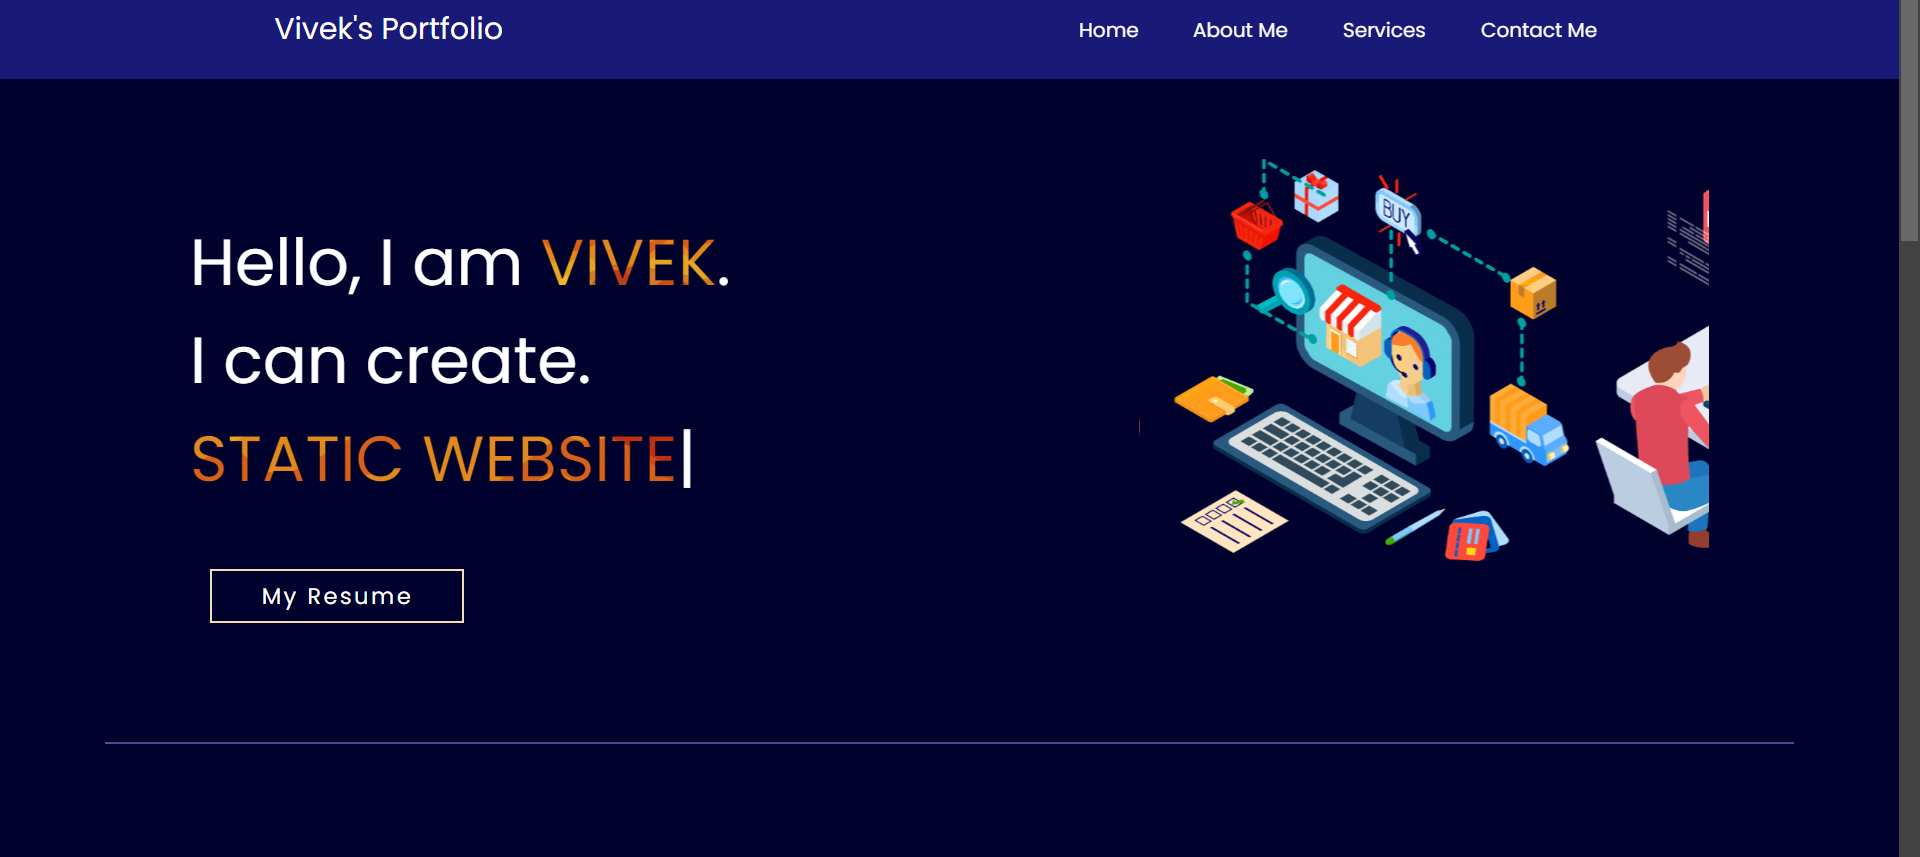 Vivek's Portfolio
Home About Me Services Contact Me
BUY
Hello, I am VIVEK.
I can create.
STATIC WEBSITE
My Resume